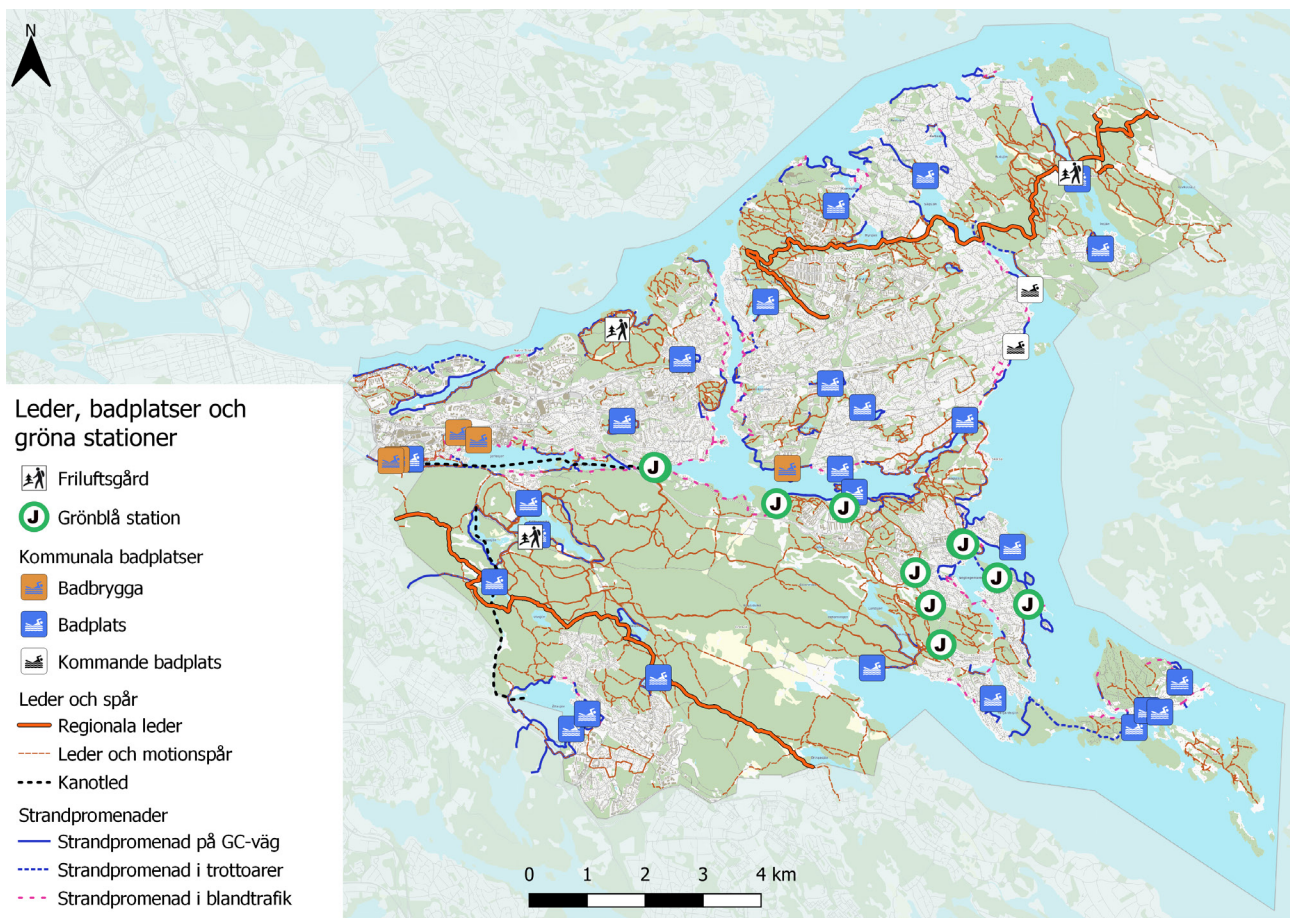 N
Leder, badplatser och
gröna stationer
Friluftsgård
J Grönblå station
Kommunala badplatser
Badbrygga
Badplats
Kommande badplats
Leder och spår
Regionala leder
Leder och motionspår
Kanotled
Strandpromenader
Strandpromenad på GC-väg
Strandpromenad i trottoarer
Strandpromenad i blandtrafik
J
J
J
J
J
J
J
J
J
0 1 2 3 4 km